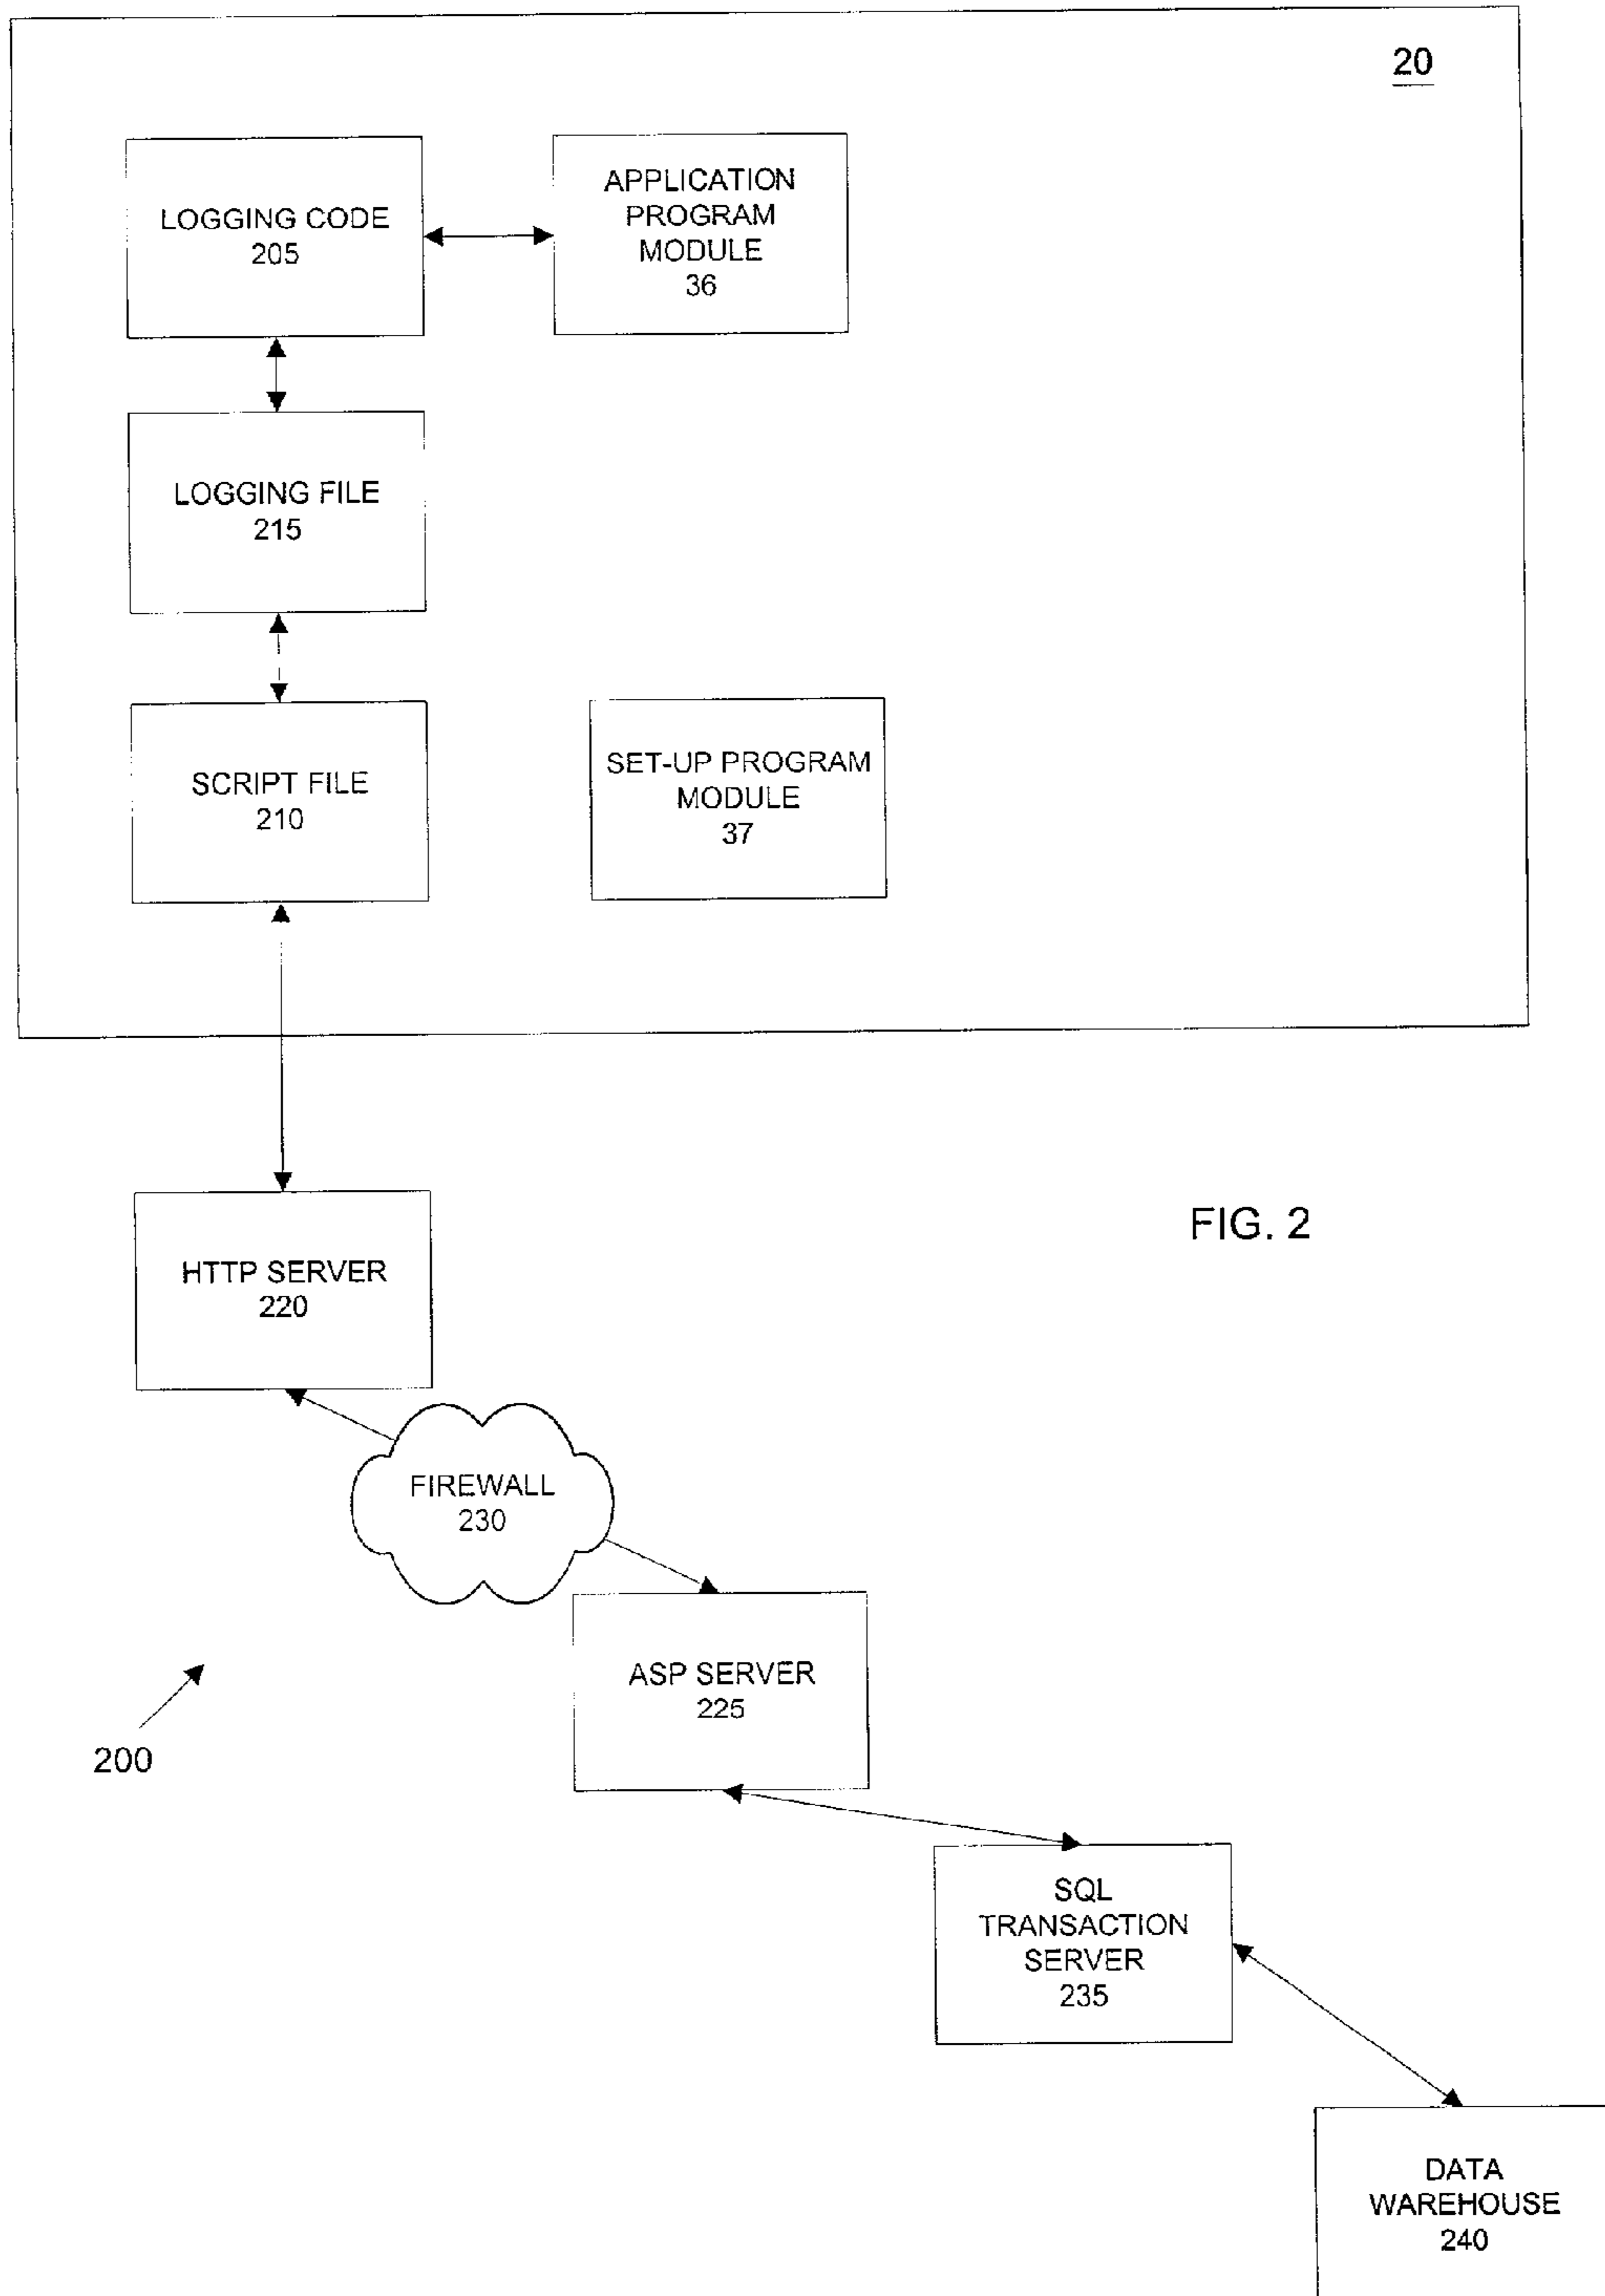 20
LOGGING CODE
205
APPLICATION
PROGRAM
MODULE
36
LOGGING FILE
215
SCRIPT FILE
210
SET-UP PROGRAM
MODULE
37
HTTP SERVER
220
FIG. 2
FIREWALL
230
ASP SERVER
225
200
SQL
TRANSACTION
SERVER
235
DATA
WAREHOUSE
240